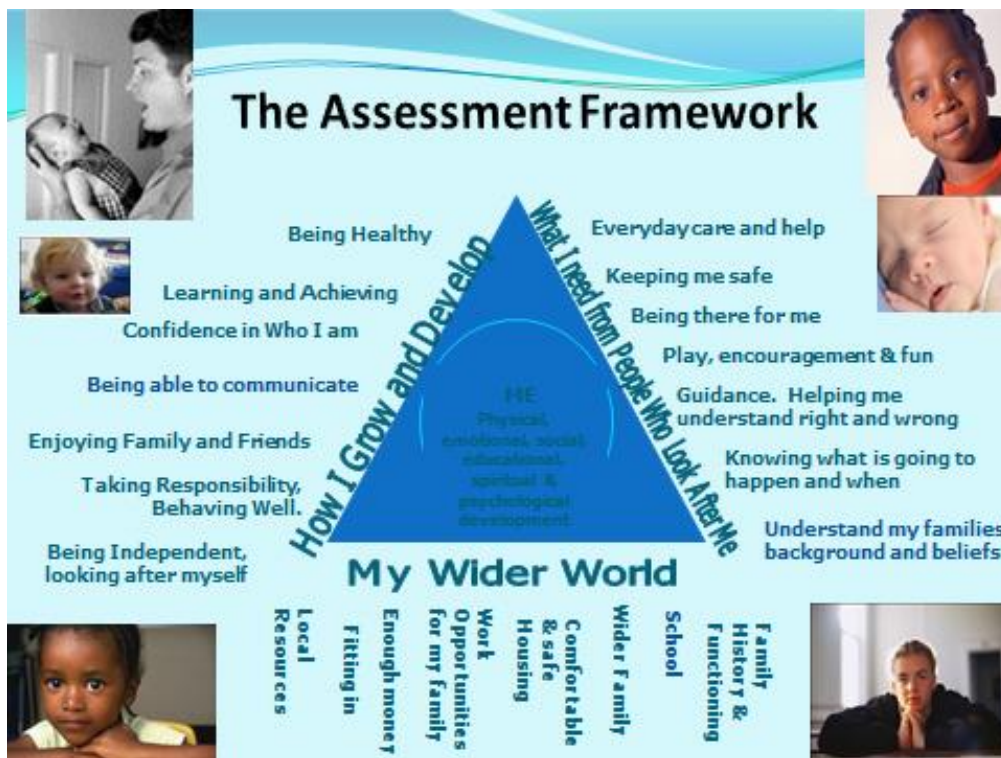 The Assessment Framework
Being Healthy
Learning and Achieving
Confidence in Who I am
Being able to communicate
Enjoying Family and Friends
Taking Responsibility,
Behaving Well.
Being Independent,
looking after myself
How I Grow and Develop
What I need from People Who Look After Me
Everyday care and help
Keeping me safe
Being there for me
Play, encouragement & fun
Guidance. Helping me
understand right and wrong
Knowing what is going to
happen and when
Understand my families
background and beliefs
Physical,
emotional, social,
educational,
spiritual &
psychological
development
My Wider World
Local
Resources
Fitting in
Enough money
Work
Opportunities
for my family
Comfortable
& safe
Housing
Wider Family
School
Family
History &
Functioning